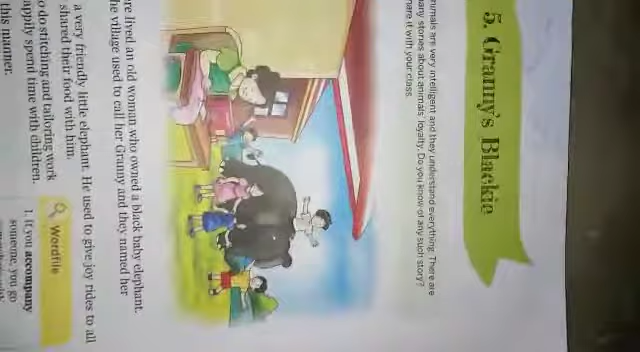 5. Granny's Blackie
nimals are very intelligent and they understand everything. There are
any stories about animals' loyalty. Do you know of any such story?
hare it with your class.
re lived an old woman who owned a black baby elephant.
he village used to call her Granny and they named her
a very friendly little elephant. He used to give joy rides to all
shared their food with him.
o do stitching and tailoring work
appily spend time with children.
this manner.
Wordfile
1. If you accompany
someone, you go